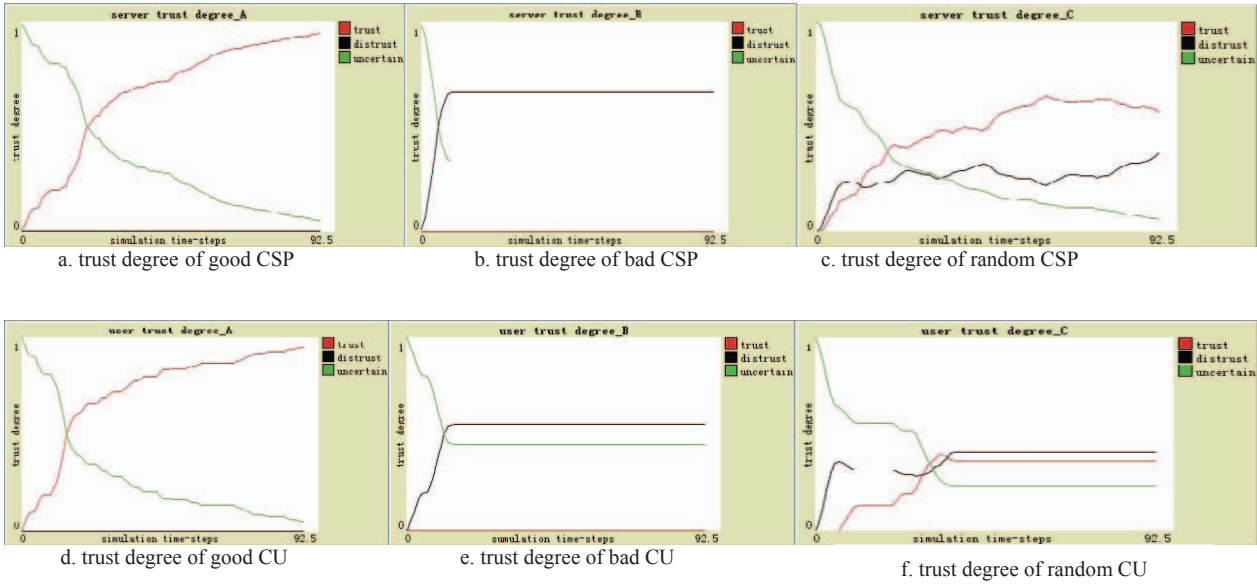 server trust degree_A
1
trust degree
0
0
simulation time-steps
92.5
trust
distrust
uncertain
a. trust degree of good CSP
server trust degree_B
1
trust degree
0
0
simulation time-steps
92.5
trust
distrust
uncertain
b. trust degree of bad CSP
server trust degree_C
1
trust degree
0
0
simulation time-steps
92.5
trust
distrust
uncertain
c. trust degree of random CSP
user trust degree_A
1
trust degree
0
0
simulation time-steps
92.5
trust
distrust
uncertain
d. trust degree of good CU
user trust degree_B
1
trust degree
0
0
simulation time-steps
92.5
trust
distrust
uncertain
e. trust degree of bad CU
user trust degree_C
1
trust degree
0
0
simulation time-steps
92.5
trust
distrust
uncertain
f. trust degree of random CU